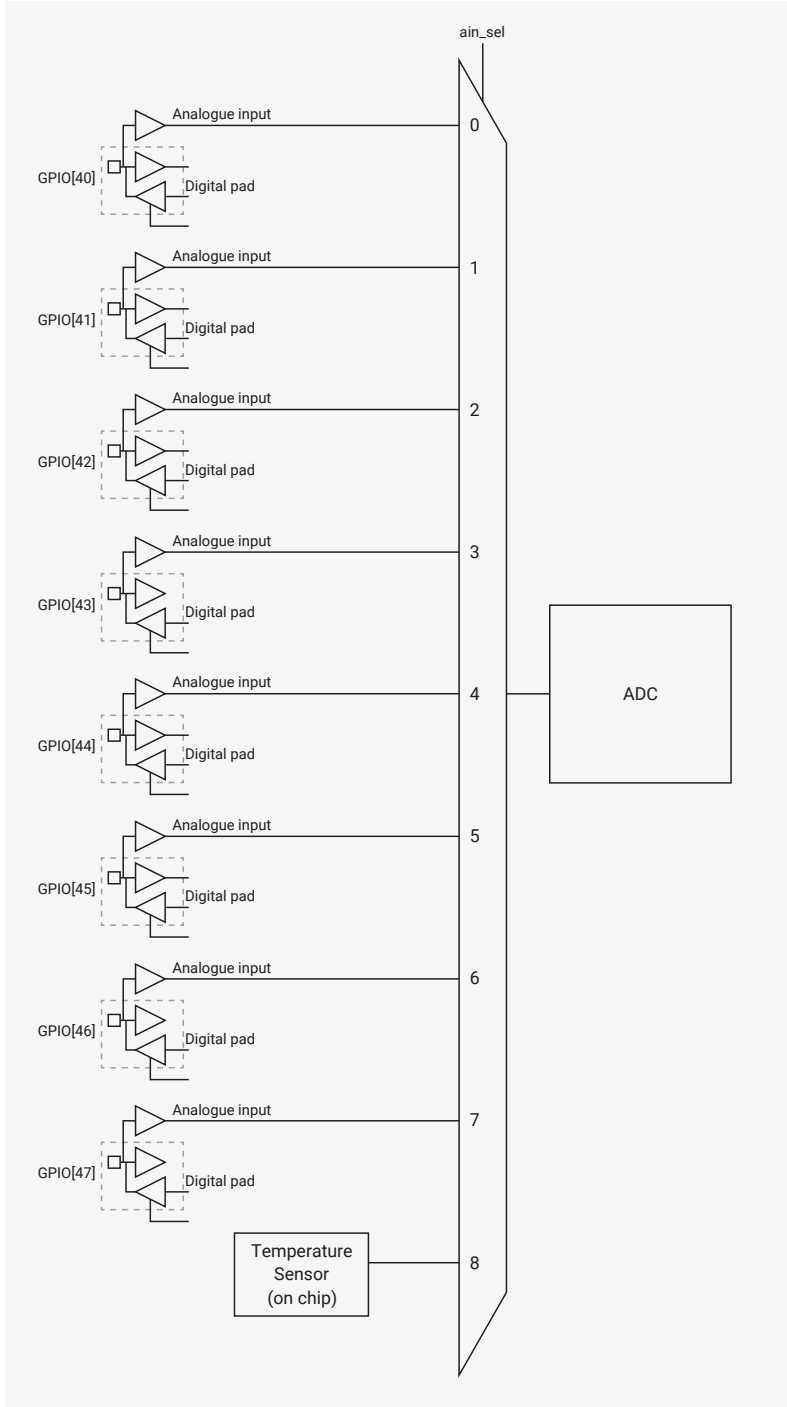 ain_sel
Analogue input
0
GPIO[40]
Digital pad
Analogue input
1
GPIO[41]
Digital pad
Analogue input
2
GPIO[42]
Digital pad
Analogue input
3
GPIO[43]
Digital pad
Analogue input
4
ADC
GPIO[44]
Digital pad
Analogue input
5
GPIO[45]
Digital pad
Analogue input
6
GPIO[46]
Digital pad
Analogue input
7
GPIO[47]
Digital pad
Temperature
Sensor
(on chip)
8